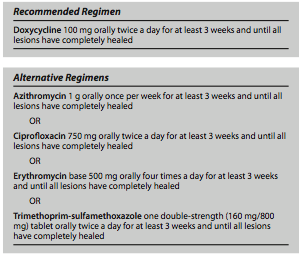 Recommended Regimen
Doxycycline 100 mg orally twice a day for at least 3 weeks and until all
lesions have completely healed
Alternative Regimens
Azithromycin 1 g orally once per week for at least 3 weeks and until all
lesions have completely healed
OR
Ciprofloxacin 750 mg orally twice a day for at least 3 weeks and until all
lesions have completely healed
OR
Erythromycin base 500 mg orally four times a day for at least 3 weeks
and until all lesions have completely healed
OR
Trimethoprim-sulfamethoxazole one double-strength (160 mg/800
mg) tablet orally twice a day for at least 3 weeks and until all lesions
have completely healed